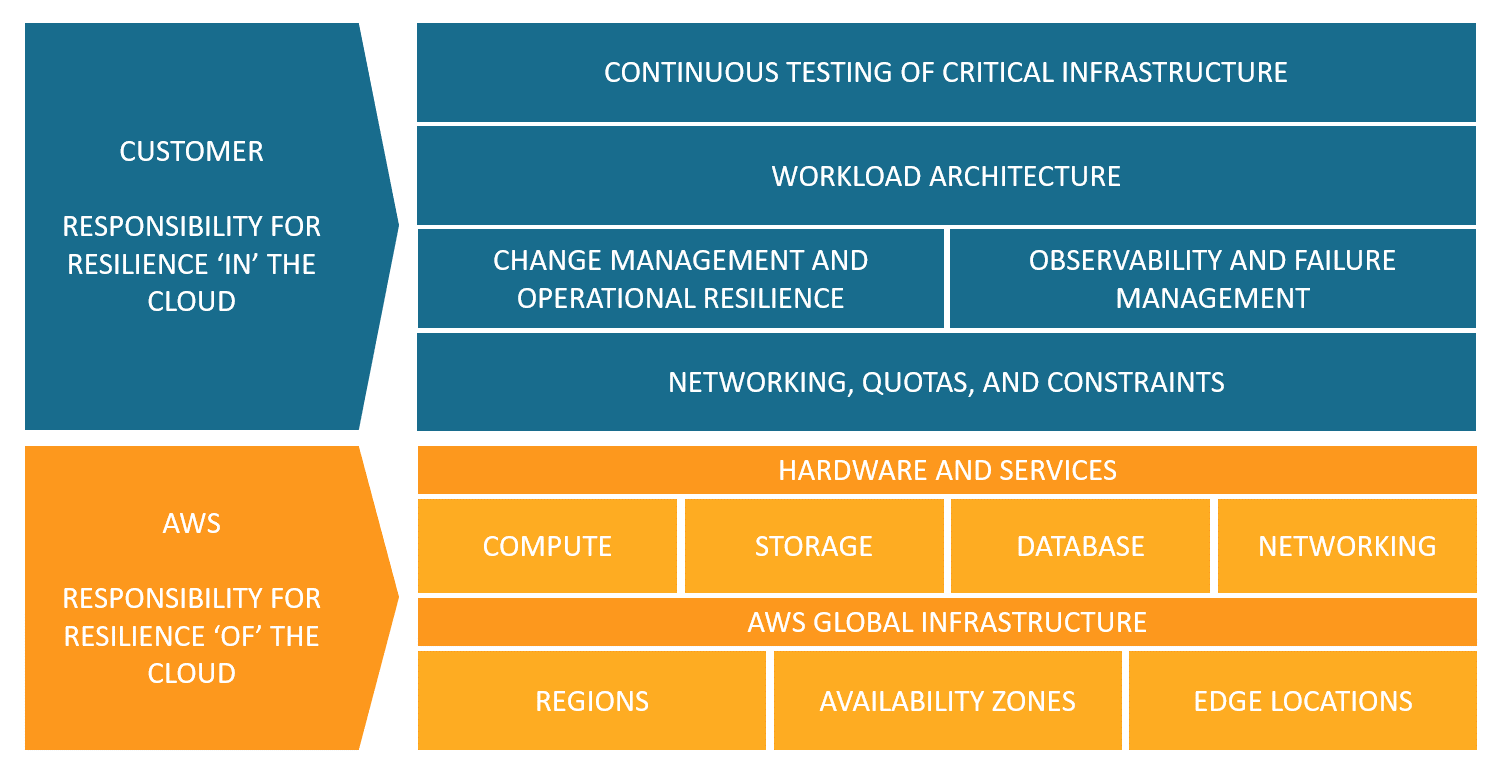 CUSTOMER
RESPONSIBILITY FOR
RESILIENCE ‘IN’ THE
CLOUD
CONTINUOUS TESTING OF CRITICAL INFRASTRUCTURE
WORKLOAD ARCHITECTURE
CHANGE MANAGEMENT AND
OPERATIONAL RESILIENCE
OBSERVABILITY AND FAILURE
MANAGEMENT
NETWORKING, QUOTAS, AND CONSTRAINTS
AWS
RESPONSIBILITY FOR
RESILIENCE ‘OF’ THE
CLOUD
HARDWARE AND SERVICES
COMPUTE
STORAGE
DATABASE
NETWORKING
AWS GLOBAL INFRASTRUCTURE
REGIONS
AVAILABILITY ZONES
EDGE LOCATIONS